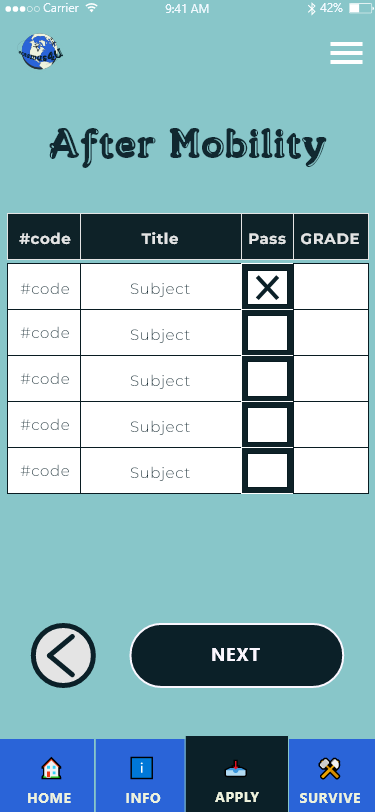 Carrier 9:41 AM 42%
After Mobility
#code Title Pass GRADE
#code Subject X
#code Subject
#code Subject
#code Subject
#code Subject
NEXT
HOME INFO APPLY SURVIVE